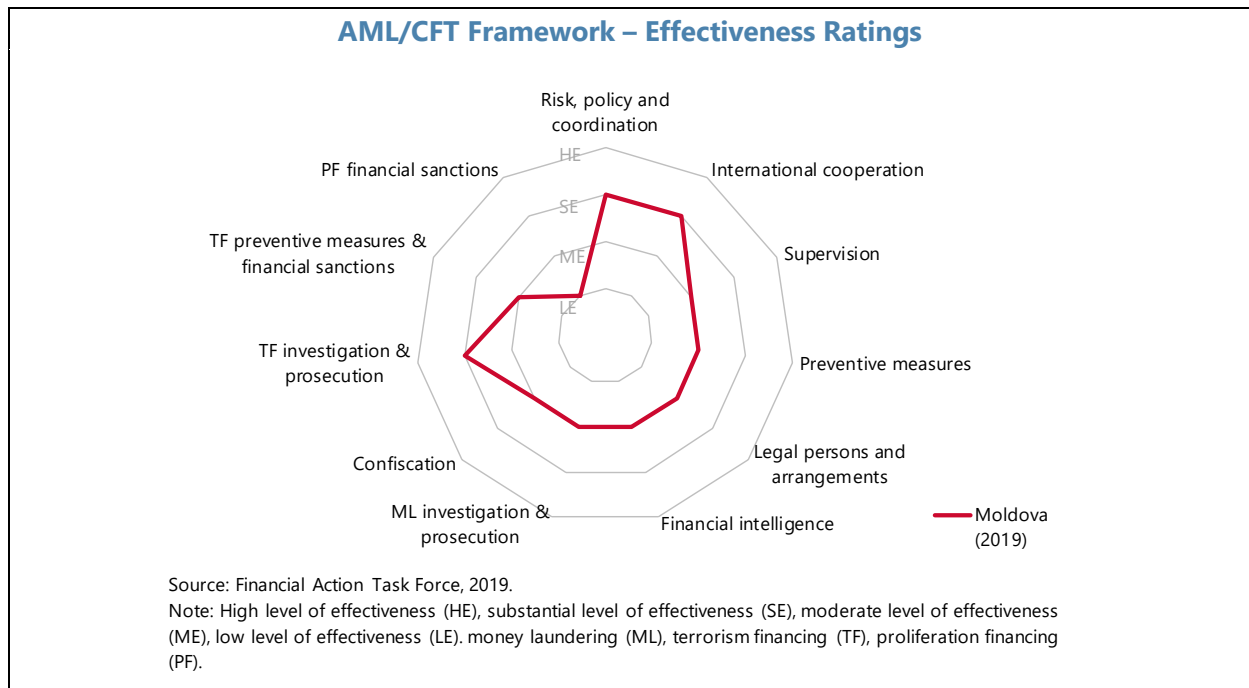 AML/CFT Framework – Effectiveness Ratings
Risk, policy and
coordination
HE
PF financial sanctions
International cooperation
SE
TF preventive measures &
financial sanctions
ME
Supervision
LE
TF investigation &
prosecution
Preventive measures
Confiscation
Legal persons and
arrangements
ML investigation &
prosecution
Financial intelligence
Moldova
(2019)
Source: Financial Action Task Force, 2019.
Note: High level of effectiveness (HE), substantial level of effectiveness (SE), moderate level of effectiveness
(ME), low level of effectiveness (LE). money laundering (ML), terrorism financing (TF), proliferation financing
(PF).